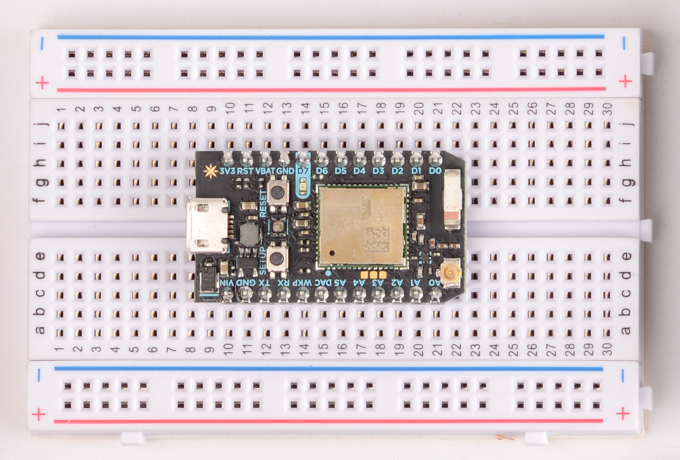 − −
+ +
1 2 3 4 5 6 7 8 9 10 11 12 13 14 15 16 17 18 19 20 21 22 23 24 25 26 27 28 29 30
j j
i i
h h
g g
f f
3V3 RST VBAT GND D7 D6 D5 D4 D3 D2 D1 D0
RESET
SETUP
VIN GND TX RX WKP DAC A5 A4 A3 A2 A1 A0
e e
d d
c c
b b
a a
1 2 3 4 5 6 7 8 9 10 11 12 13 14 15 16 17 18 19 20 21 22 23 24 25 26 27 28 29 30
− −
+ +